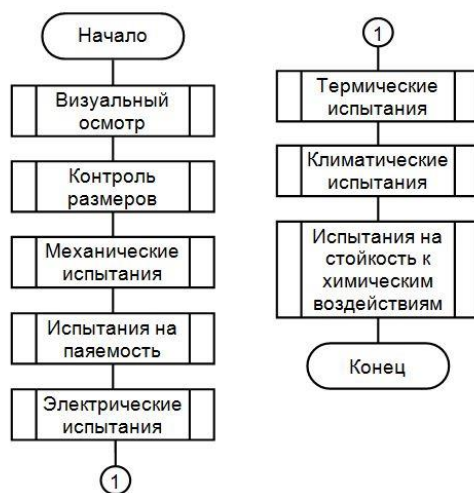 Начало
Визуальный
осмотр
Контроль
размеров
Механические
испытания
Испытания на
паяемость
Электрические
испытания
1
1
Термические
испытания
Климатические
испытания
Испытания на
стойкость к
химическим
воздействиям
Конец